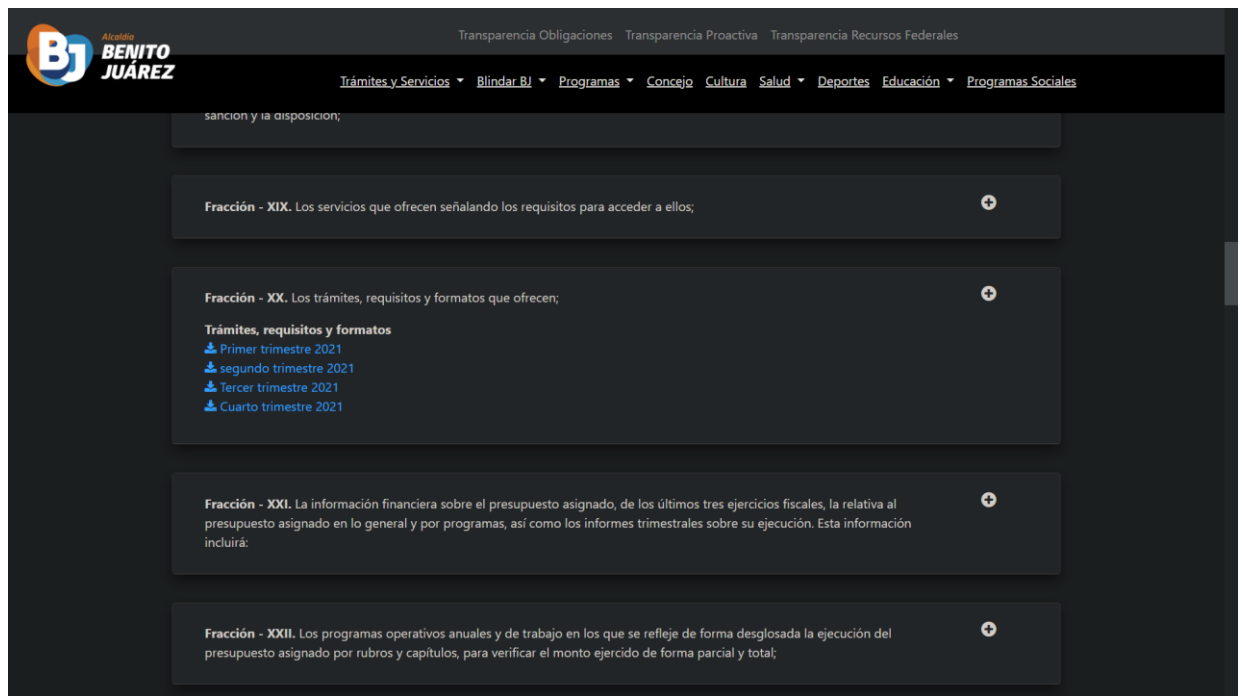 Alcaldía
BENITO
JUÁREZ
BJ
Transparencia Obligaciones Transparencia Proactiva Transparencia Recursos Federales
Trámites y Servicios Blindar BJ Programas Concejo Cultura Salud Deportes Educación Programas Sociales
sanción y la disposición;
Fracción - XIX. Los servicios que ofrecen señalando los requisitos para acceder a ellos;
Fracción - XX. Los trámites, requisitos y formatos que ofrecen;
Trámites, requisitos y formatos
Primer trimestre 2021
segundo trimestre 2021
Tercer trimestre 2021
Cuarto trimestre 2021
Fracción - XXI. La información financiera sobre el presupuesto asignado, de los últimos tres ejercicios fiscales, la relativa al
presupuesto asignado en lo general y por programas, así como los informes trimestrales sobre su ejecución. Esta información
incluirá:
Fracción - XXII. Los programas operativos anuales y de trabajo en los que se refleje de forma desglosada la ejecución del
presupuesto asignado por rubros y capítulos, para verificar el monto ejercido de forma parcial y total;